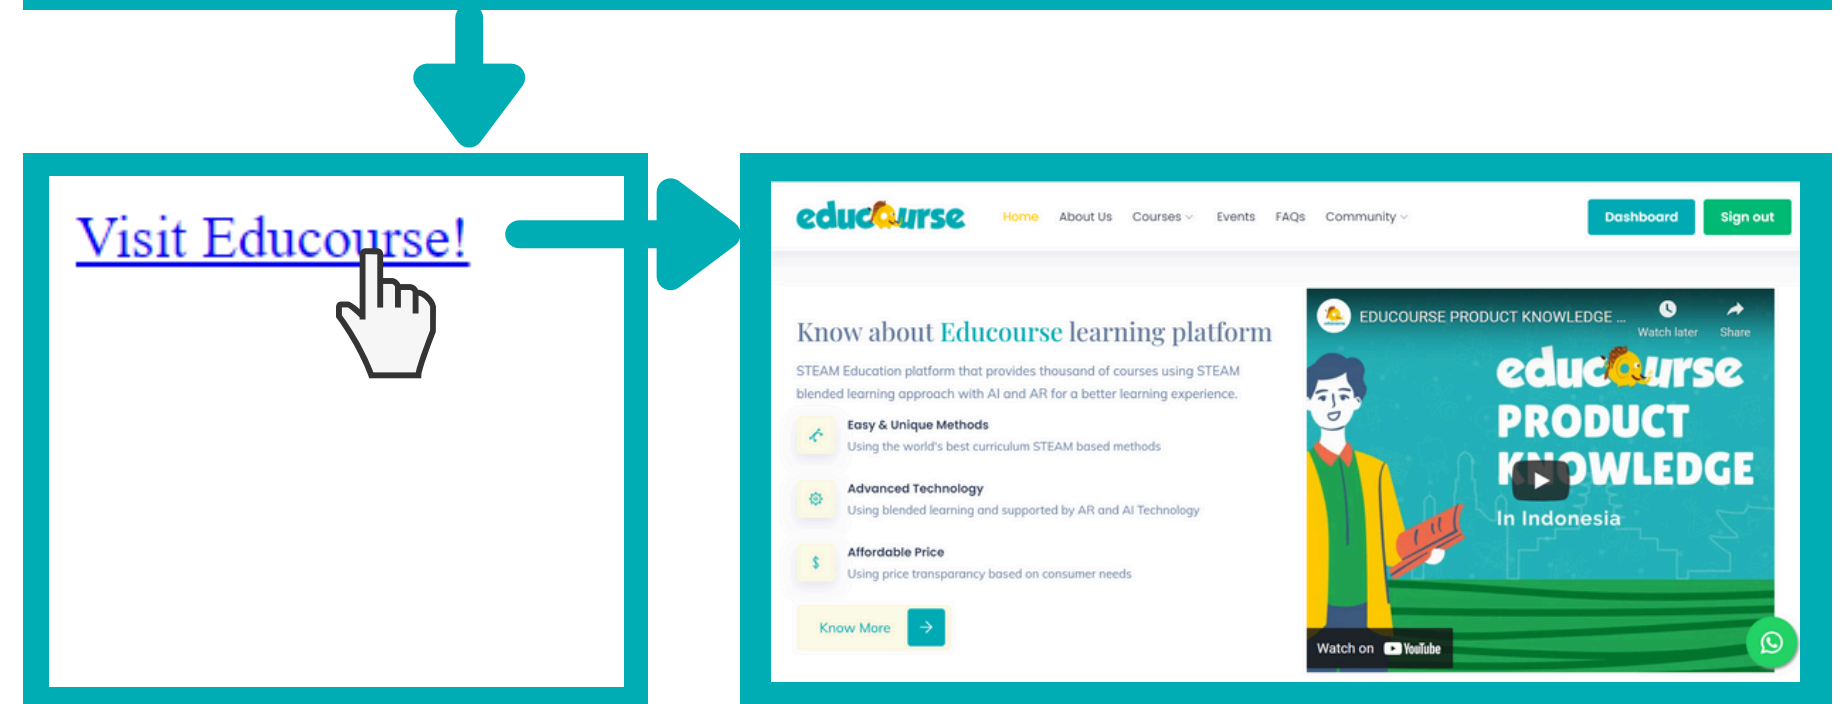 Visit Educourse!
educourse
Home About Us Courses Events FAQs Community
Dashboard Sign out
Know about Educourse learning platform
STEAM Education platform that provides thousand of courses using STEAM
blended learning approach with AI and AR for a better learning experience.
Easy & Unique Methods
Using the world's best curriculum STEAM based methods
Advanced Technology
Using blended learning and supported by AR and AI Technology
$
Affordable Price
Using price transparancy based on consumer needs
Know More
EDUCOURSE PRODUCT KNOWLEDGE ...
Watch later Share
educourse
PRODUCT
KNOWLEDGE
In Indonesia
Watch on YouTube